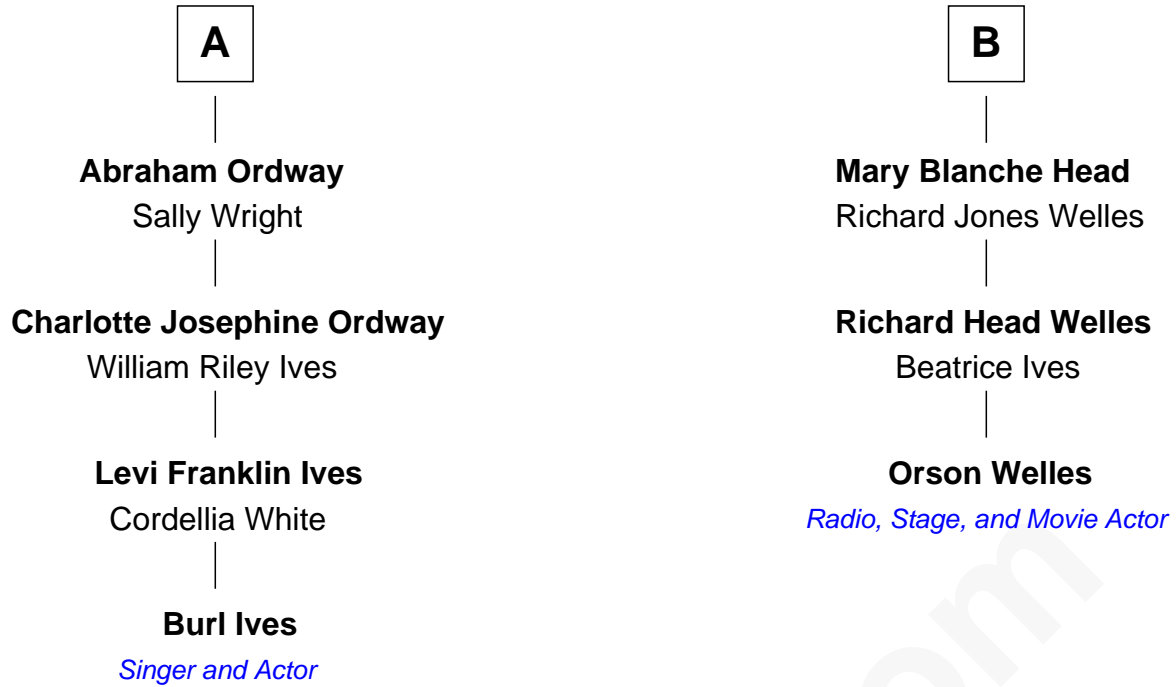 A
Abraham Ordway
Sally Wright
Charlotte Josephine Ordway
William Riley Ives
Levi Franklin Ives
Cordellia White
Burl Ives
Singer and Actor
B
Mary Blanche Head
Richard Jones Welles
Richard Head Welles
Beatrice Ives
Orson Welles
Radio, Stage, and Movie Actor